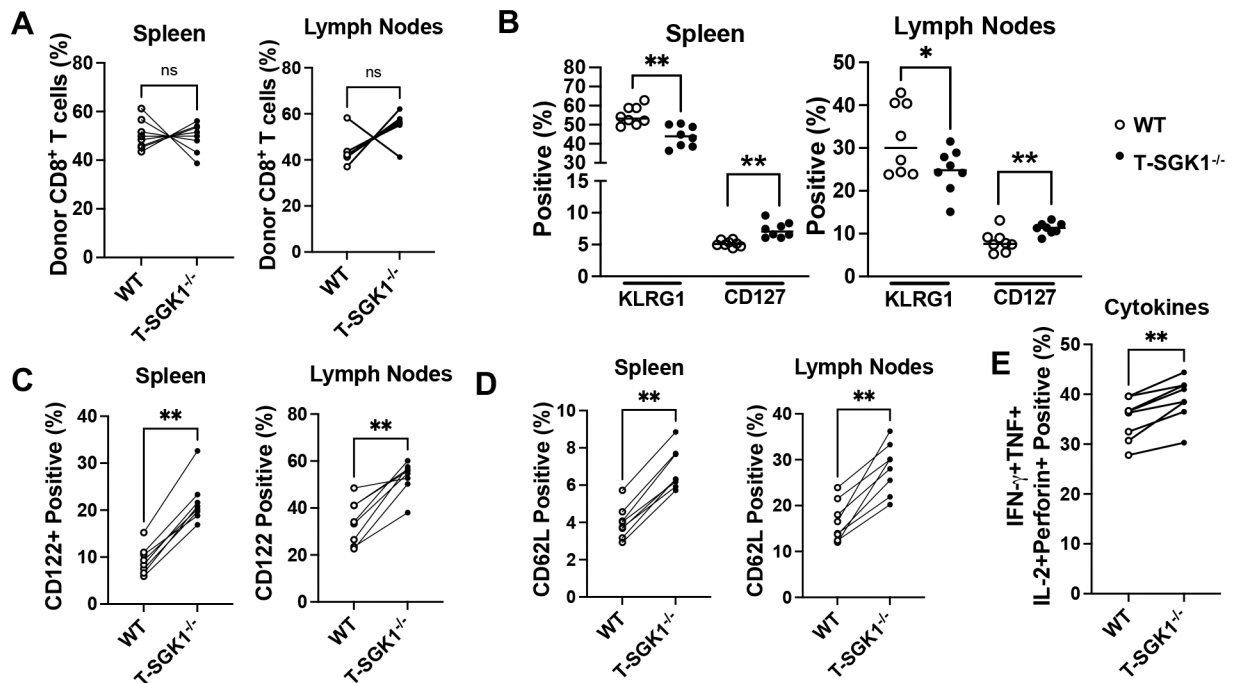 A
Spleen
Donor CD8+ T cells (%)
80
60
40
20
0
ns
WT
T-SGK1-/-
Lymph Nodes
Donor CD8+ T cells (%)
80
60
40
20
0
ns
WT
T-SGK1-/-
B
Spleen
Positive (%)
80
70
60
50
40
30
15
10
5
0
**
**
KLRG1
CD127
Lymph Nodes
Positive (%)
50
40
30
20
10
0
*
**
KLRG1
CD127
WT
T-SGK1-/-
C
Spleen
CD122+ Positive (%)
40
30
20
10
0
**
WT
T-SGK1-/-
Lymph Nodes
CD122 Positive (%)
80
60
40
20
0
**
WT
T-SGK1-/-
D
Spleen
CD62L Positive (%)
10
8
6
4
2
0
**
WT
T-SGK1-/-
Lymph Nodes
CD62L Positive (%)
40
30
20
10
0
**
WT
T-SGK1-/-
E
Cytokines
IFN-γ+TNF+
IL-2+Perforin+ Positive (%)
50
40
30
20
10
0
**
WT
T-SGK1-/-